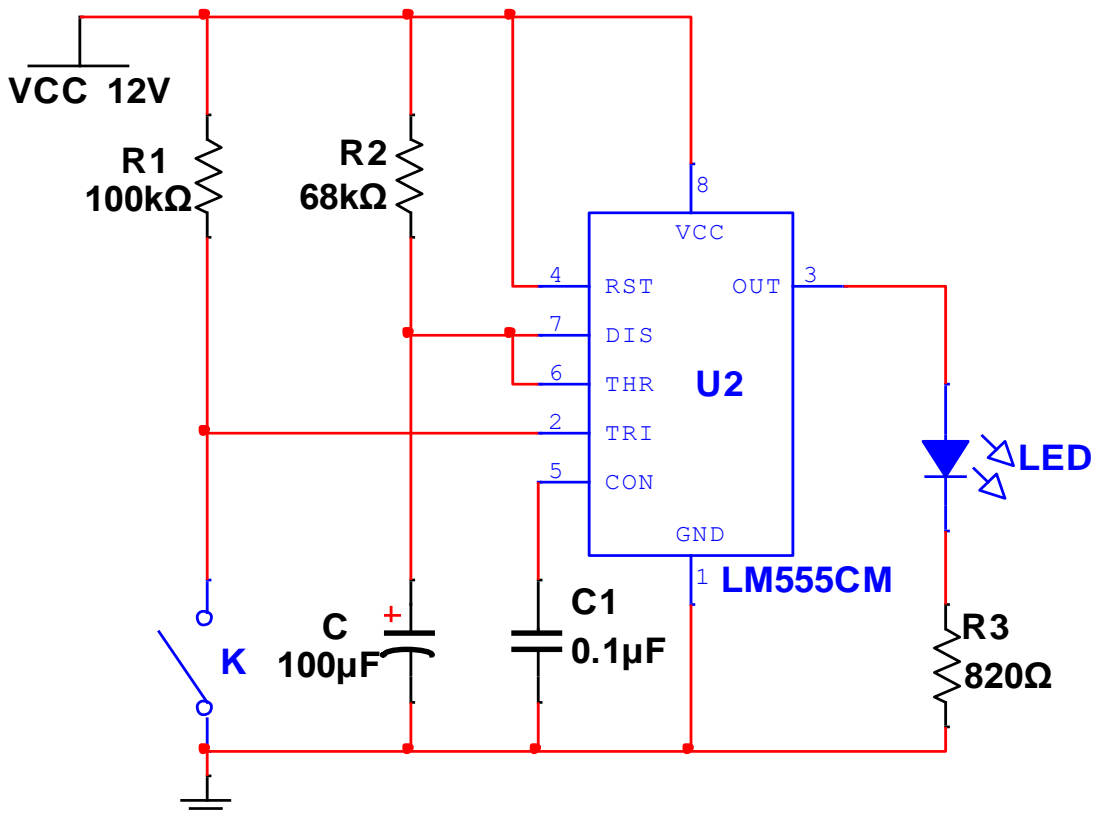 VCC 12V
R1
100kΩ
R2
68kΩ
8
VCC
4
RST
OUT
3
7
DIS
6
THR
U2
2
TRI
5
CON
GND
1
LM555CM
LED
K
C
+
100μF
C1
0.1μF
R3
820Ω